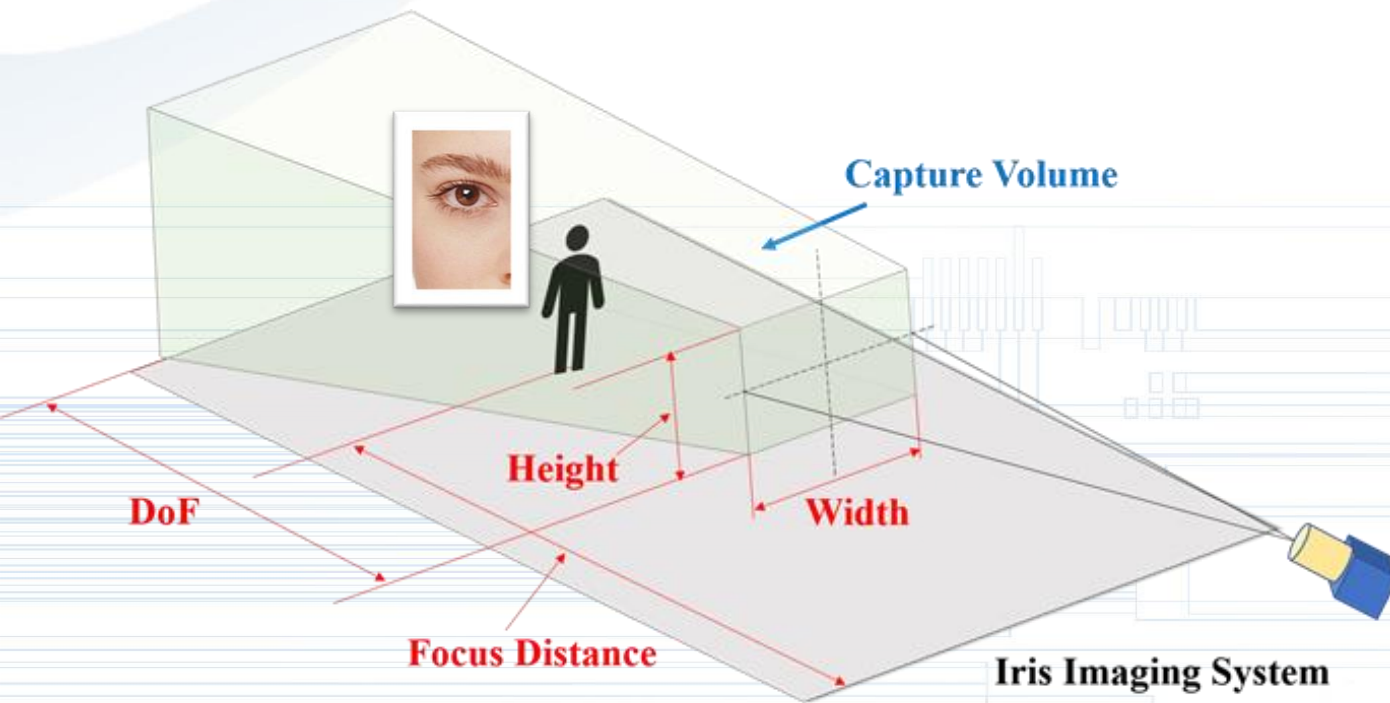 Capture Volume
Height
DoF
Width
Focus Distance
Iris Imaging System